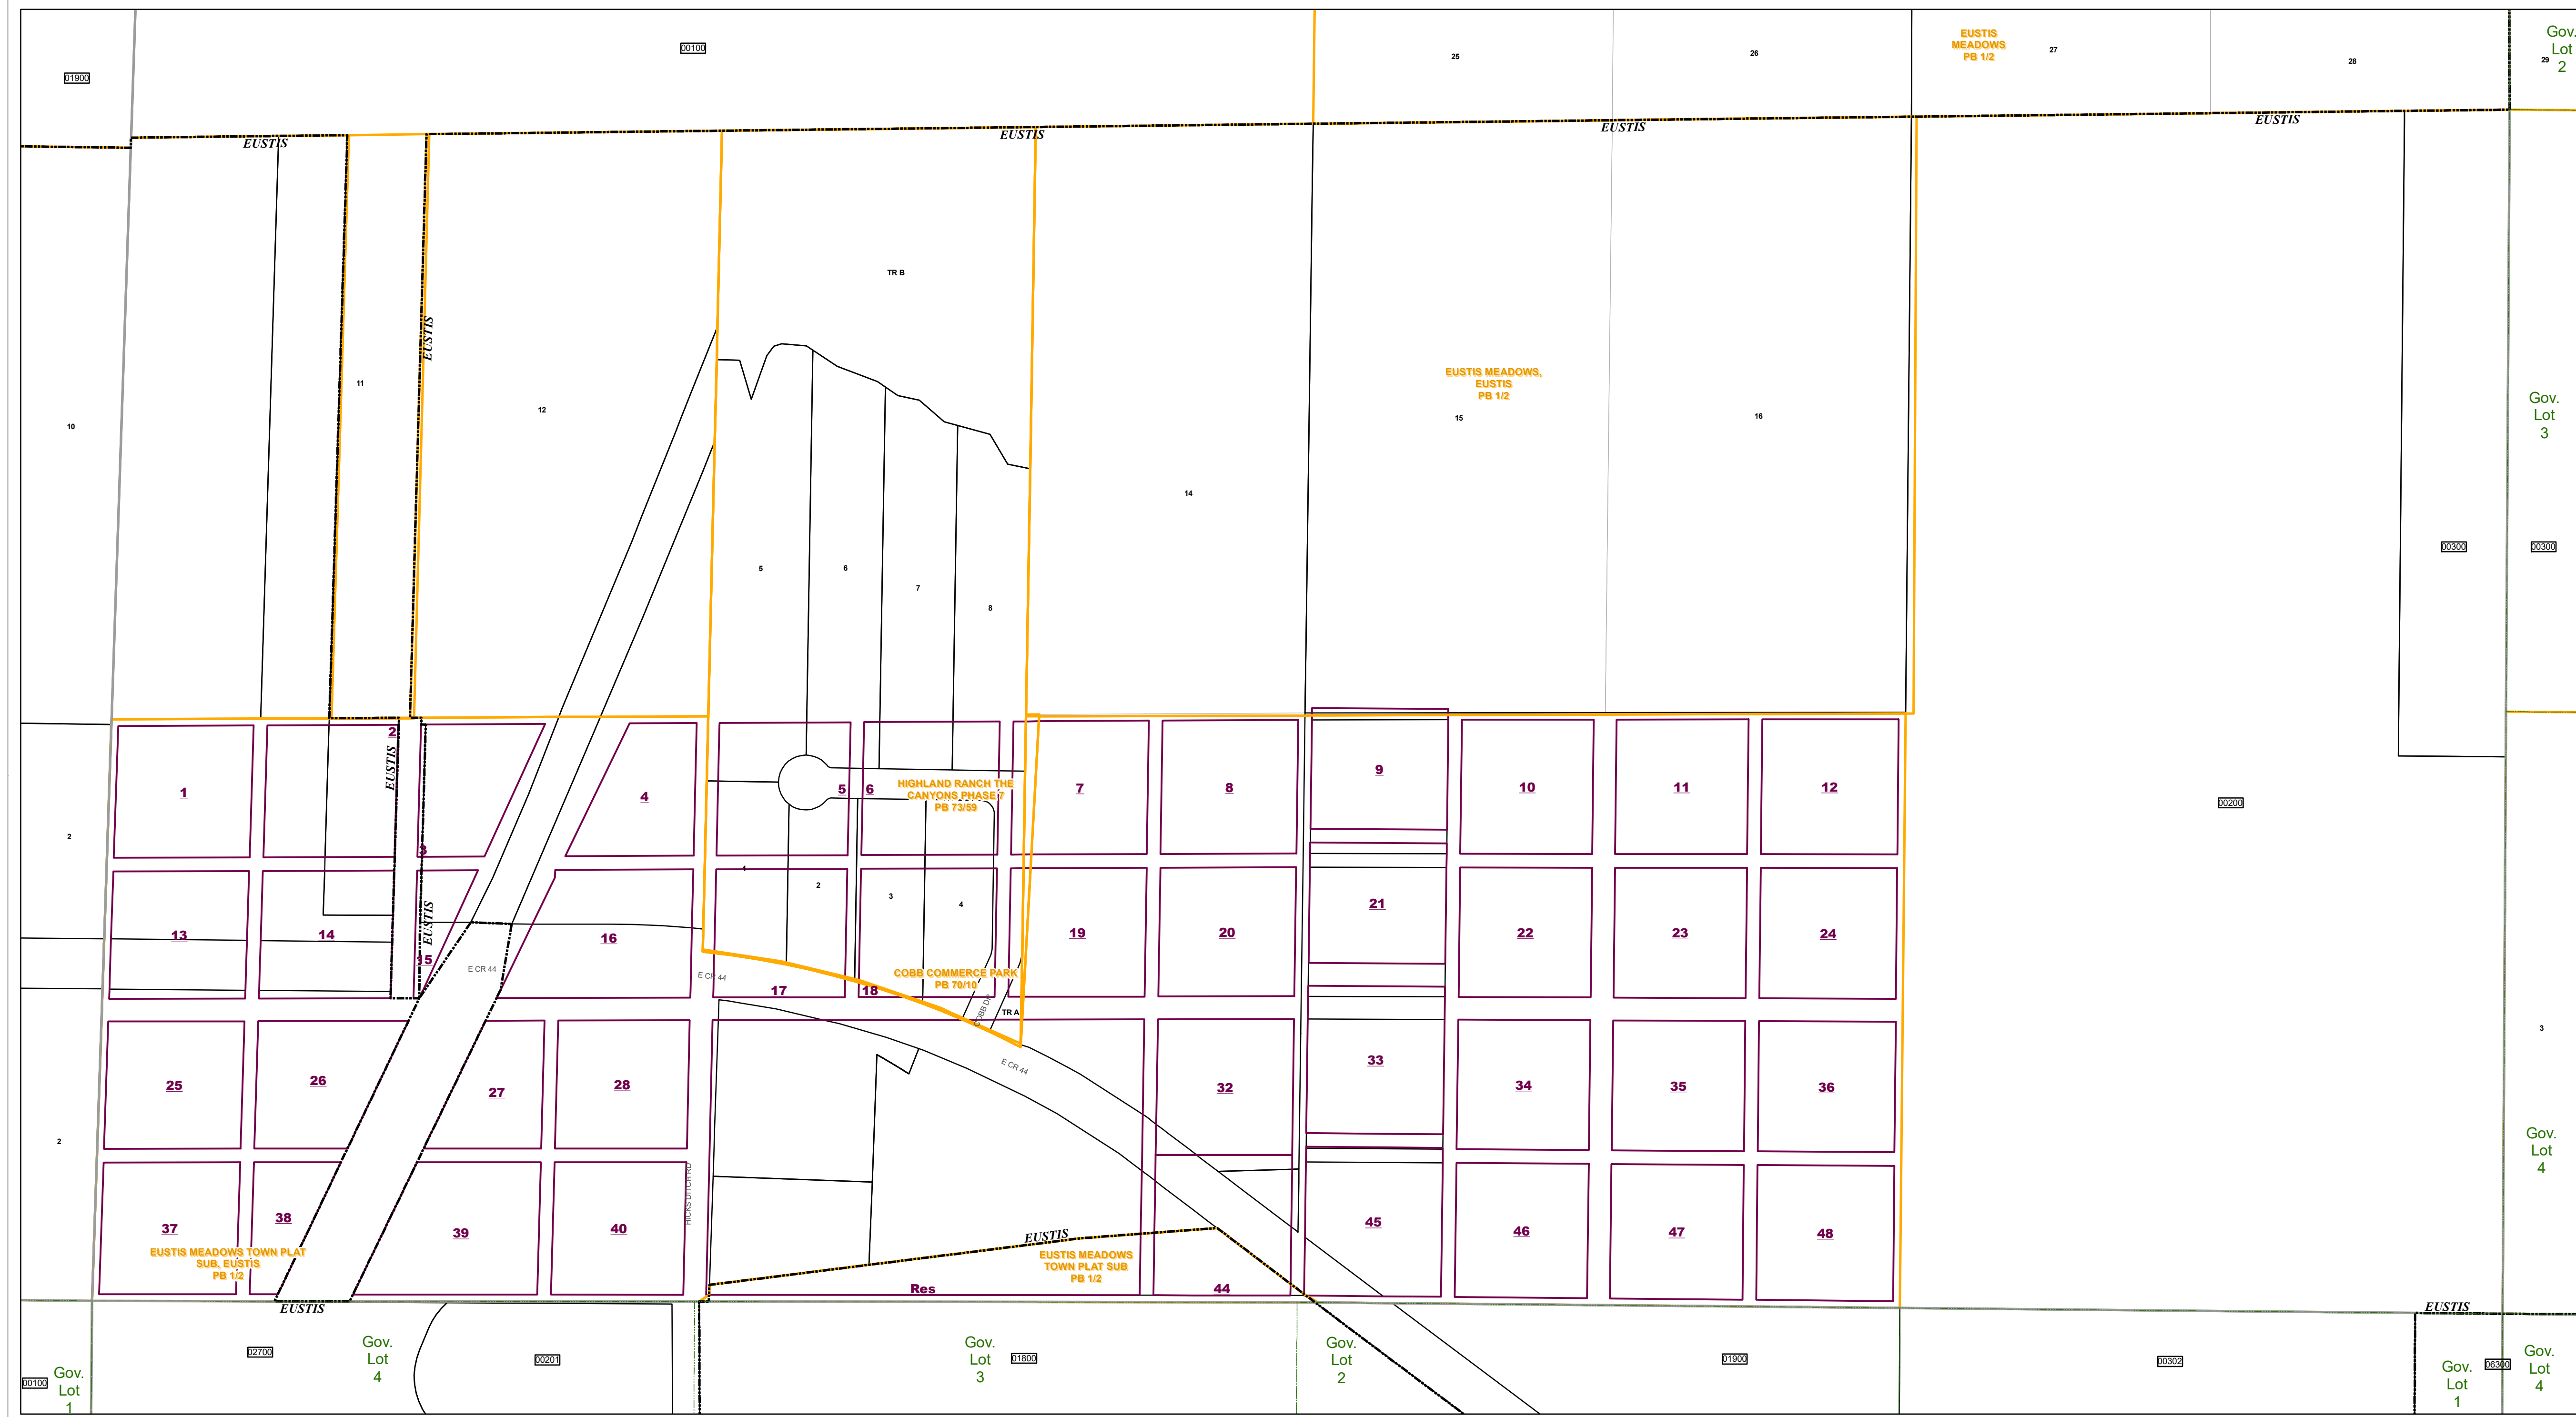 Gov.
Lot
2
EUSTIS
MEADOWS
PB 1/2
00100
01900
25
26
27
28
29
EUSTIS
EUSTIS
EUSTIS
EUSTIS
TR B
EUSTIS
EUSTIS MEADOWS,
EUSTIS
PB 1/2
10
11
12
14
15
16
Gov.
Lot
3
00300
00300
5
6
7
8
2
EUSTIS
1
3
4
5
6
HIGHLAND RANCH THE
CANYONS PHASE 7
PB 73/59
7
8
9
10
11
12
00200
2
1
2
3
4
EUSTIS
13
14
15
16
17
18
19
20
21
22
23
24
E CR 44
E CR 44
COBB COMMERCE PARK
PB 70/10
COBB DR
TR A
E CR 44
3
25
26
27
28
32
33
34
35
36
2
Gov.
Lot
4
HICKS DITCH RD
37
38
39
40
45
46
47
48
EUSTIS MEADOWS TOWN PLAT
SUB, EUSTIS
PB 1/2
EUSTIS
EUSTIS MEADOWS
TOWN PLAT SUB
PB 1/2
Res
44
EUSTIS
EUSTIS
02700
Gov.
Lot
4
00201
Gov.
Lot
3
01800
Gov.
Lot
2
01900
00302
06300
Gov.
Lot
4
00100
Gov.
Lot
1
Gov.
Lot
1